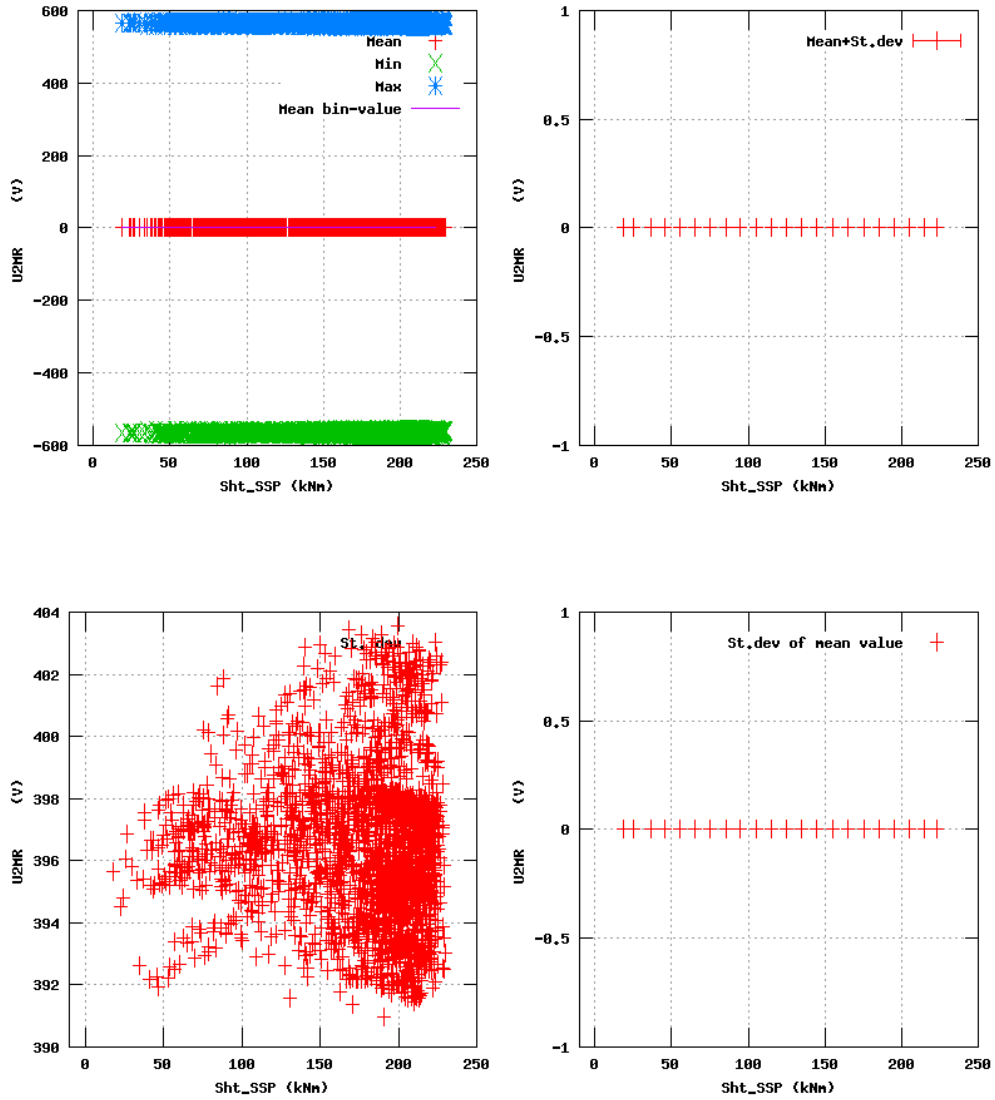 600
400
200
0
-200
-400
-600
U2MR (V)
Mean
Min
Max
Mean bin-value
0 50 100 150 200 250
Sht_SSP (kNm)
1
0.5
0
-0.5
-1
U2MR (V)
Mean+St.dev
0 50 100 150 200 250
Sht_SSP (kNm)
404
402
400
398
396
394
392
390
U2MR (V)
St. dev
0 50 100 150 200 250
Sht_SSP (kNm)
1
0.5
0
-0.5
-1
U2MR (V)
St.dev of mean value
0 50 100 150 200 250
Sht_SSP (kNm)